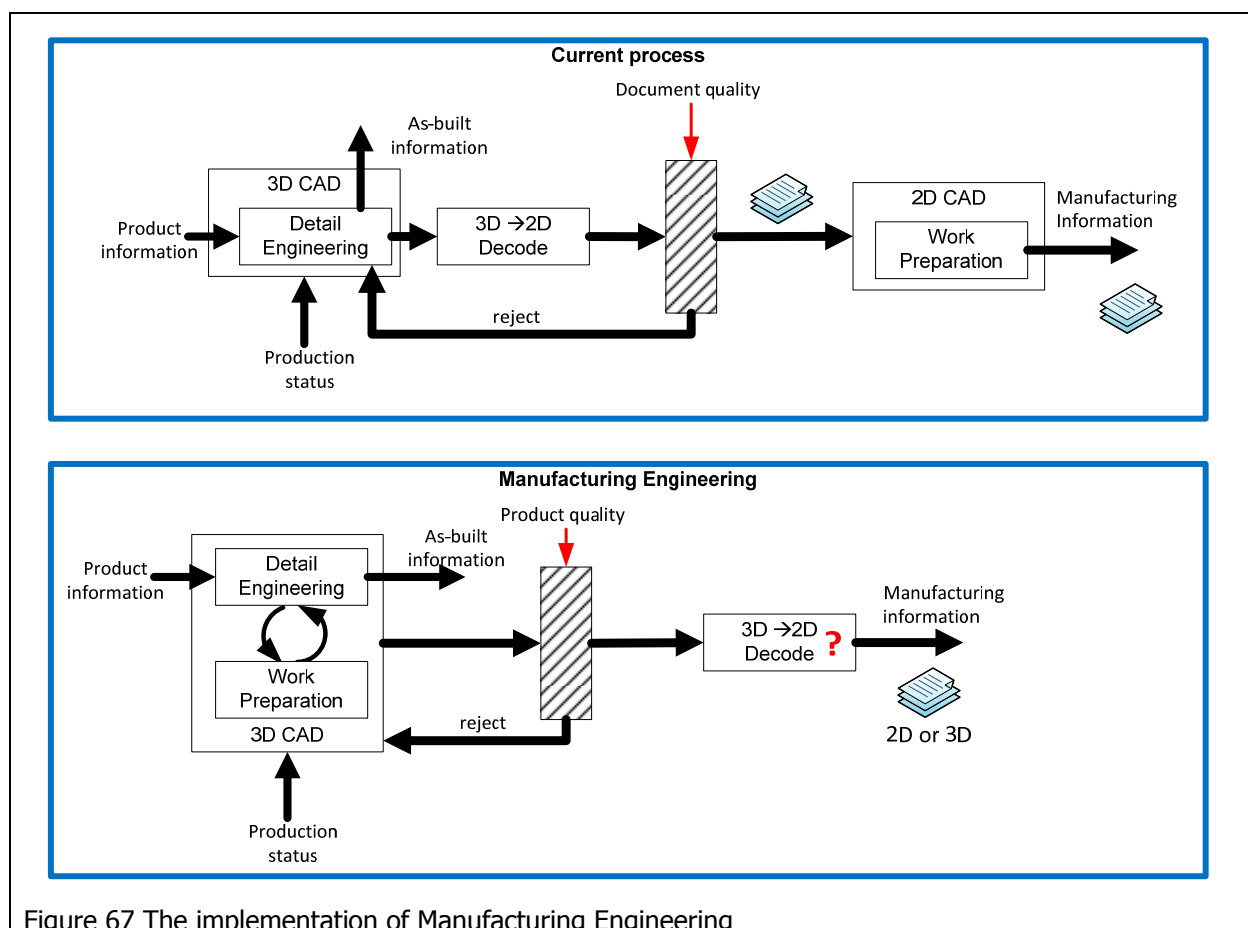 Current process
Document quality
As-built
information
3D CAD
Product
information
Detail
Engineering
3D →2D
Decode
2D CAD
Work
Preparation
Manufacturing
Information
reject
Production
status
Manufacturing Engineering
Product quality
As-built
information
Product
information
Detail
Engineering
Work
Preparation
3D CAD
reject
3D →2D
Decode ?
Manufacturing
information
2D or 3D
Production
status
Figure 67 The implementation of Manufacturing Engineering